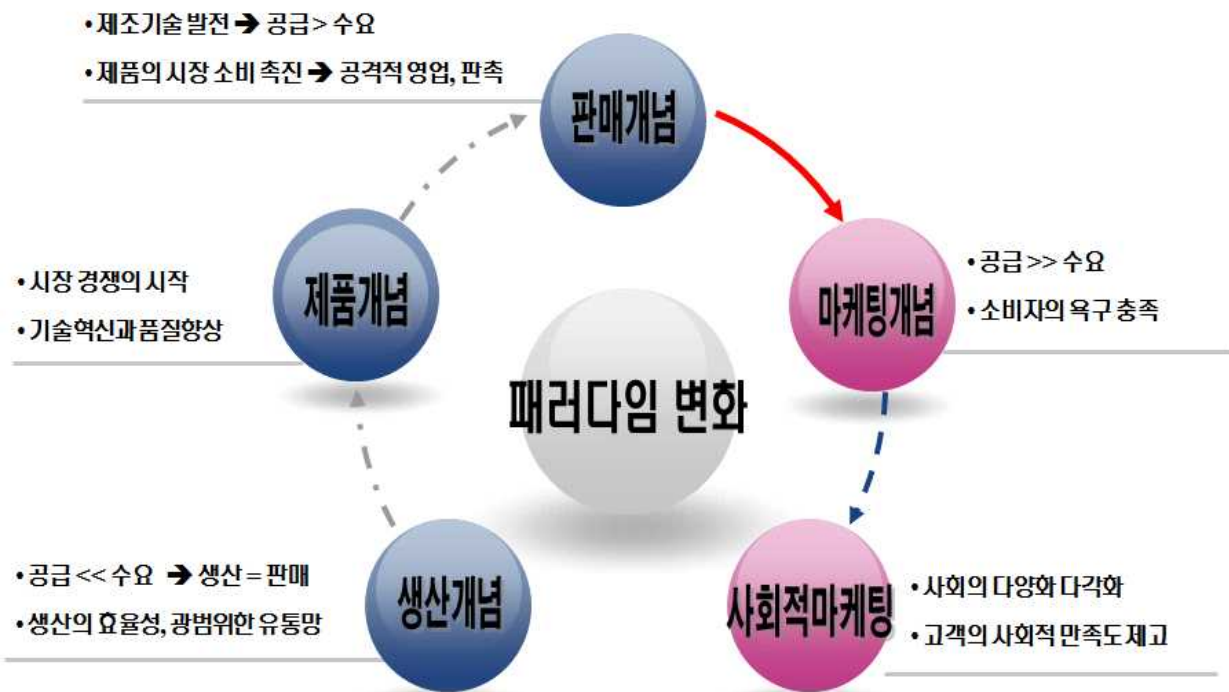 • 제조기술 발전 ➔ 공급 > 수요
• 제품의 시장 소비 촉진 ➔ 공격적 영업, 판촉
판매개념
제품개념
• 시장 경쟁의 시작
• 기술혁신과 품질향상
마케팅개념
• 공급 >> 수요
• 소비자의 욕구 충족
패러다임 변화
생산개념
• 공급 << 수요 ➔ 생산 = 판매
• 생산의 효율성, 광범위한 유통망
사회적마케팅
• 사회의 다양화 다각화
• 고객의 사회적 만족도 제고